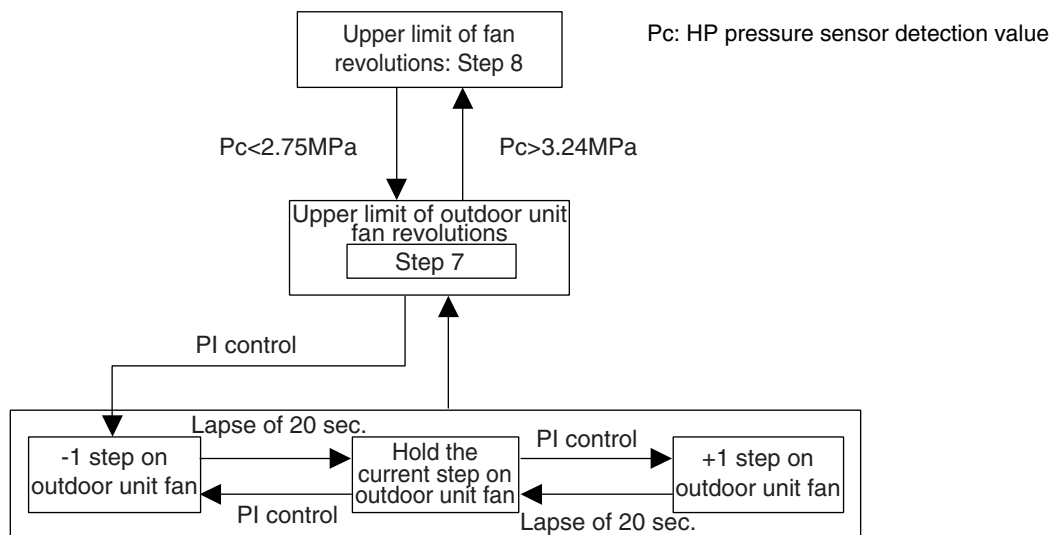 Upper limit of fan
revolutions: Step 8
Pc: HP pressure sensor detection value
Pc<2.75MPa
Pc>3.24MPa
Upper limit of outdoor unit
fan revolutions
Step 7
PI control
Lapse of 20 sec.
-1 step on
outdoor unit fan
Hold the
current step on
outdoor unit fan
PI control
+1 step on
outdoor unit fan
PI control
Lapse of 20 sec.